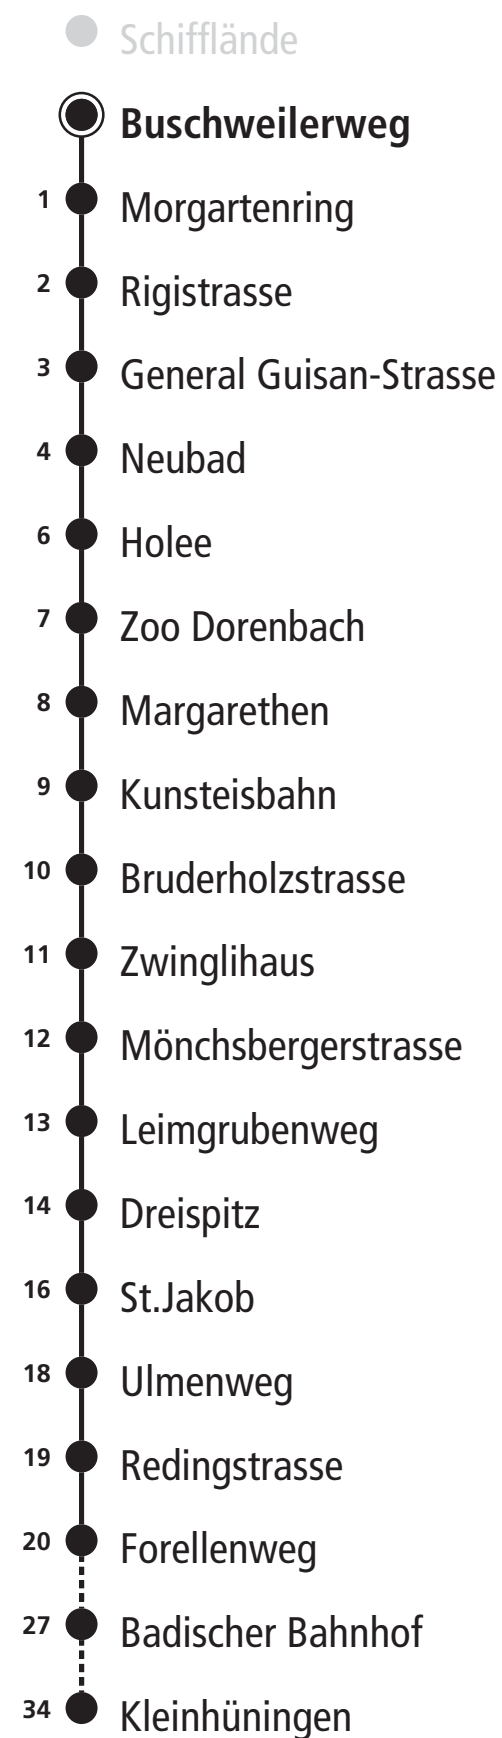 Schifflände
Buschweilerweg
1 Morgartenring
2 Rigistrasse
3 General Guisan-Strasse
4 Neubad
6 Holee
7 Zoo Dorenbach
8 Margarethen
9 Kunsteisbahn
10 Bruderholzstrasse
11 Zwinglihaus
12 Mönchsbergerstrasse
13 Leimgrubenweg
14 Dreispitz
16 St.Jakob
18 Ulmenweg
19 Redingstrasse
20 Forellenweg
27 Badischer Bahnhof
34 Kleinhüningen